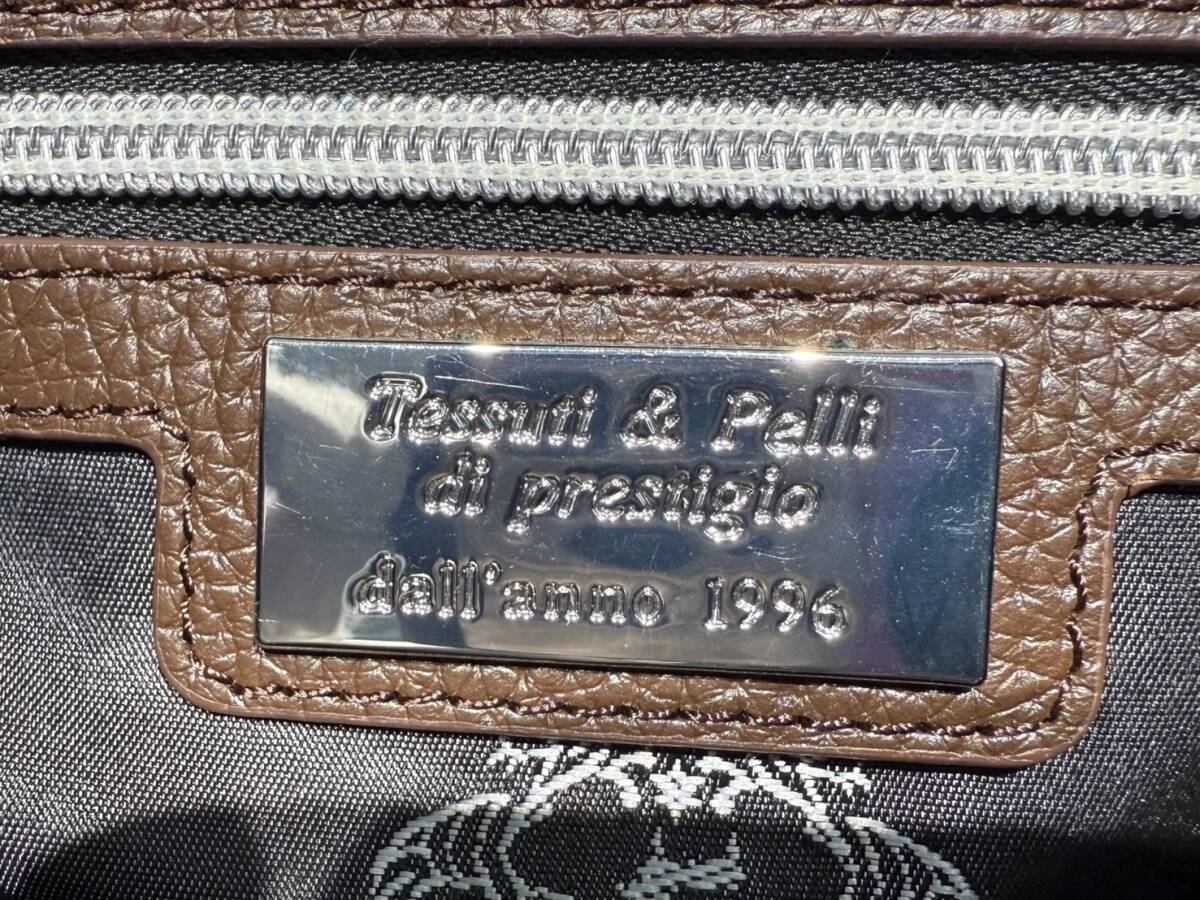 Tessuti & Pelli
di prestigio
dall'anno 1996